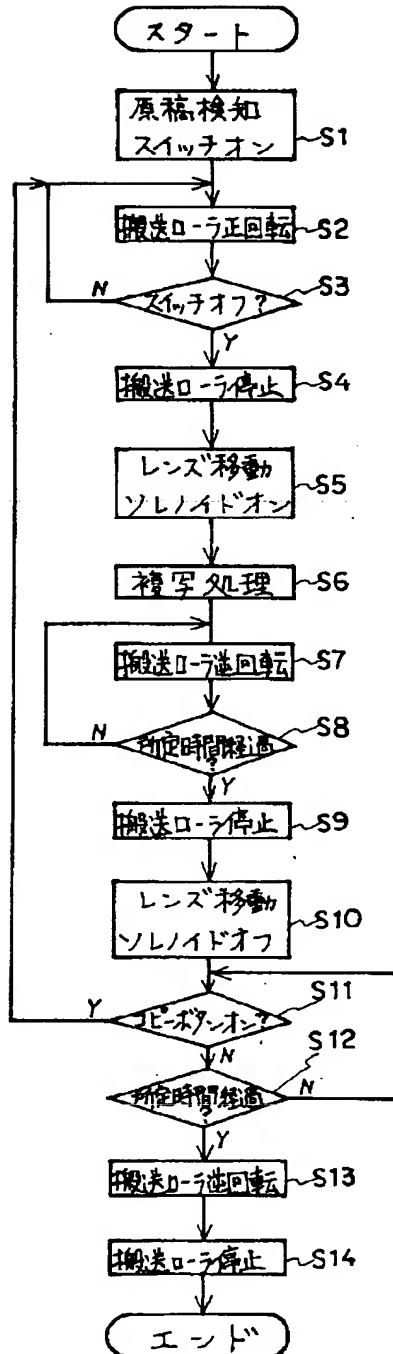 スタート
原稿検知
スイッチオン
S1
搬送ローラ正回転
S2
スイッチオフ?
S3
N
Y
搬送ローラ停止
S4
レンズ移動
ソレノイドオン
S5
複写処理
S6
搬送ローラ逆回転
S7
所定時間経過
?
S8
N
Y
搬送ローラ停止
S9
レンズ移動
ソレノイドオフ
S10
コピーボタンオン?
S11
Y
N
所定時間経過
?
S12
N
Y
搬送ローラ逆回転
S13
搬送ローラ停止
S14
エンド